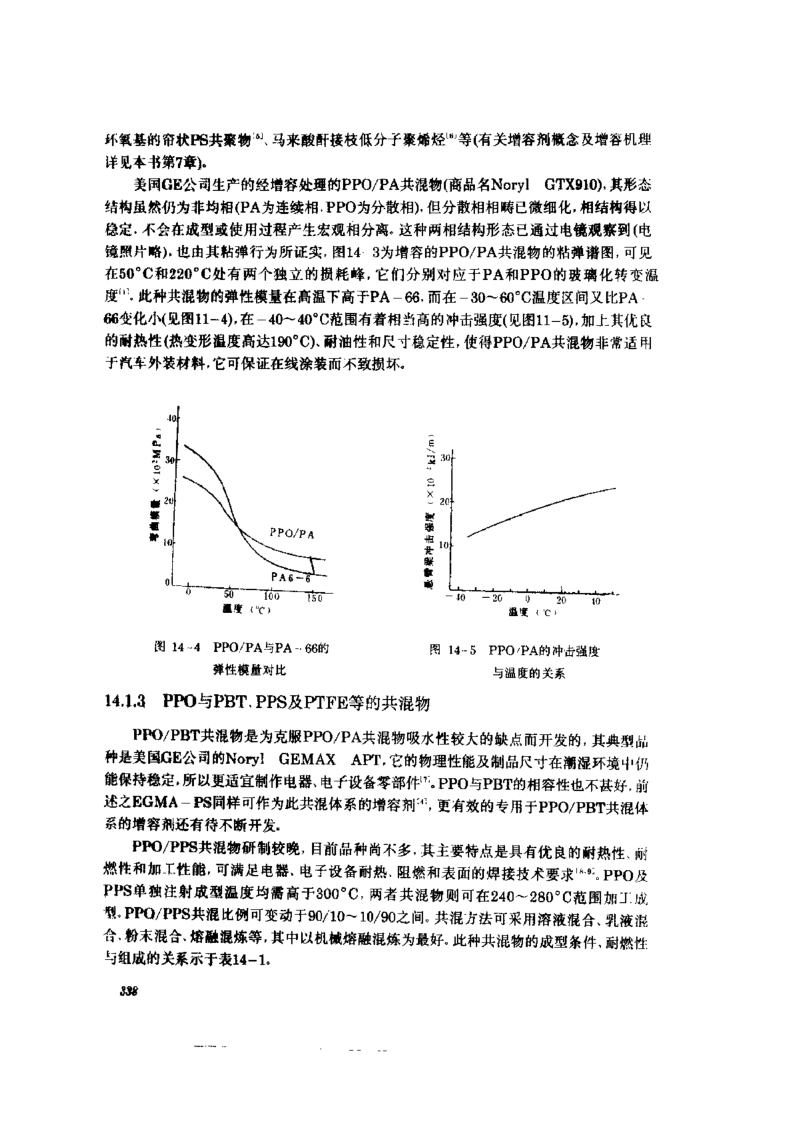 环氧基的帘状PS共聚物[5]、马来酸酐接枝低分子聚烯烃[6]等(有关增容剂概念及增容机理
详见本书第7章)。
美国GE公司生产的经增容处理的PPO/PA共混物(商品名Noryl GTX910),其形态
结构虽然仍为非均相(PA为连续相,PPO为分散相),但分散相相畴已微细化,相结构得以
稳定,不会在成型或使用过程产生宏观相分离。这种两相结构形态已通过电镜观察到(电
镜照片略),也由其粘弹行为所证实,图14-3为增容的PPO/PA共混物的粘弹谱图,可见
在50°C和220°C处有两个独立的损耗峰,它们分别对应于PA和PPO的玻璃化转变温
度[1]。此种共混物的弹性模量在高温下高于PA-66,而在-30~60°C温度区间又比PA-
66变化小(见图11-4),在-40~40°C范围有着相当高的冲击强度(见图11-5),加上其优良
的耐热性(热变形温度高达190°C)、耐油性和尺寸稳定性,使得PPO/PA共混物非常适用
于汽车外装材料,它可保证在线涂装而不致损坏。
弯曲模量(×10²MPa)
40
30
20
10
0
PPO/PA
PA6-6
0 50 100 150
温度(°C)
悬臂梁冲击强度(×10⁻²kJ/m)
30
20
10
-40 -20 0 20 40
温度(°C)
图 14-4 PPO/PA与PA-66的
弹性模量对比
图 14-5 PPO/PA的冲击强度
与温度的关系
14.1.3 PPO与PBT、PPS及PTFE等的共混物
PPO/PBT共混物是为克服PPO/PA共混物吸水性较大的缺点而开发的,其典型品
种是美国GE公司的Noryl GEMAX APT,它的物理性能及制品尺寸在潮湿环境中仍
能保持稳定,所以更适宜制作电器、电子设备零部件[7]。PPO与PBT的相容性也不甚好,前
述之EGMA-PS同样可作为此共混体系的增容剂[4],更有效的专用于PPO/PBT共混体
系的增容剂还有待不断开发。
PPO/PPS共混物研制较晚,目前品种尚不多,其主要特点是具有优良的耐热性、耐
燃性和加工性能,可满足电器、电子设备耐热、阻燃和表面的焊接技术要求[8,9]。PPO及
PPS单独注射成型温度均需高于300°C,两者共混物则可在240~280°C范围加工成
型。PPO/PPS共混比例可变动于90/10~10/90之间。共混方法可采用溶液混合、乳液混
合、粉末混合、熔融混炼等,其中以机械熔融混炼为最好。此种共混物的成型条件、耐燃性
与组成的关系示于表14-1。
338